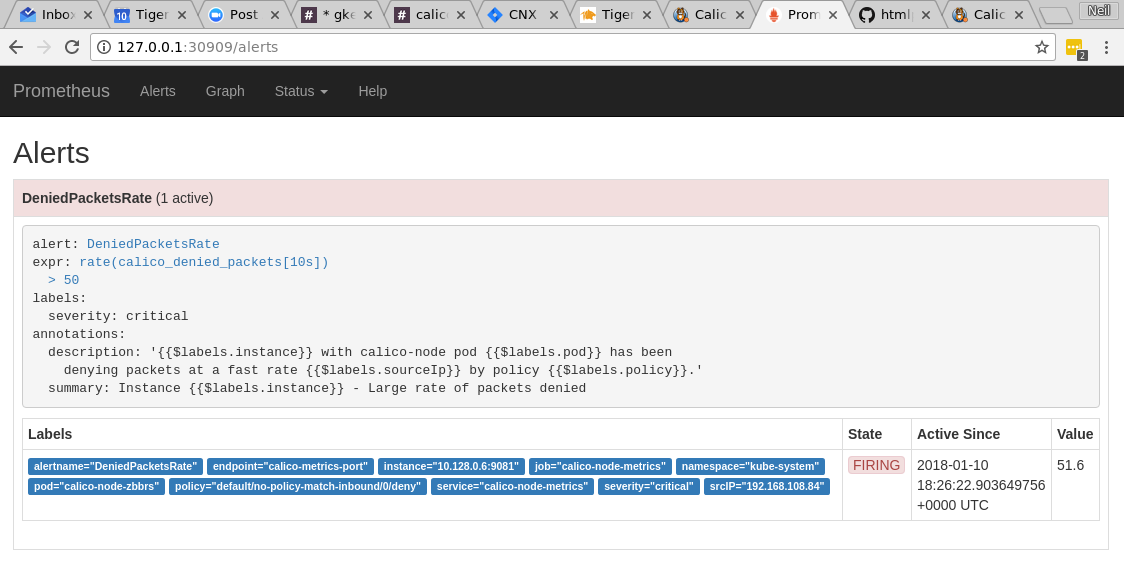 Inbox
10 Tiger
Post
# * gke
# calico
CNX
Tiger
Calic
Prom
html
Calic
Neil
127.0.0.1:30909/alerts
2
Prometheus Alerts Graph Status Help
Alerts
DeniedPacketsRate (1 active)
alert: DeniedPacketsRate
expr: rate(calico_denied_packets[10s])
> 50
labels:
severity: critical
annotations:
description: '{{$labels.instance}} with calico-node pod {{$labels.pod}} has been
denying packets at a fast rate {{$labels.sourceIp}} by policy {{$labels.policy}}.'
summary: Instance {{$labels.instance}} - Large rate of packets denied
Labels State Active Since Value
alertname="DeniedPacketsRate" endpoint="calico-metrics-port" instance="10.128.0.6:9081" job="calico-node-metrics" namespace="kube-system"
pod="calico-node-zbbrs" policy="default/no-policy-match-inbound/0/deny" service="calico-node-metrics" severity="critical" srcIP="192.168.108.84"
FIRING
2018-01-10
18:26:22.903649756
+0000 UTC
51.6